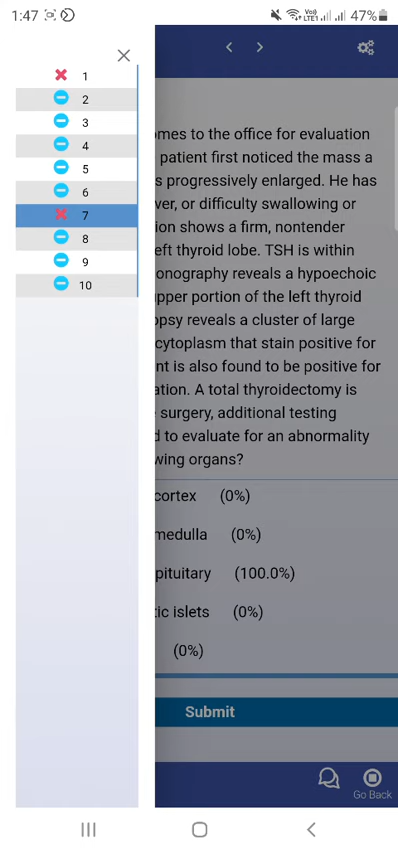 1:47
Vo))
LTE1
47%
1
2
3
4
5
6
7
8
9
10
omes to the office for evaluation
patient first noticed the mass a
s progressively enlarged. He has
ver, or difficulty swallowing or
ion shows a firm, nontender
eft thyroid lobe. TSH is within
onography reveals a hypoechoic
upper portion of the left thyroid
opsy reveals a cluster of large
cytoplasm that stain positive for
nt is also found to be positive for
ation. A total thyroidectomy is
surgery, additional testing
d to evaluate for an abnormality
wing organs?
cortex (0%)
medulla (0%)
pituitary (100.0%)
tic islets (0%)
(0%)
Submit
Go Back